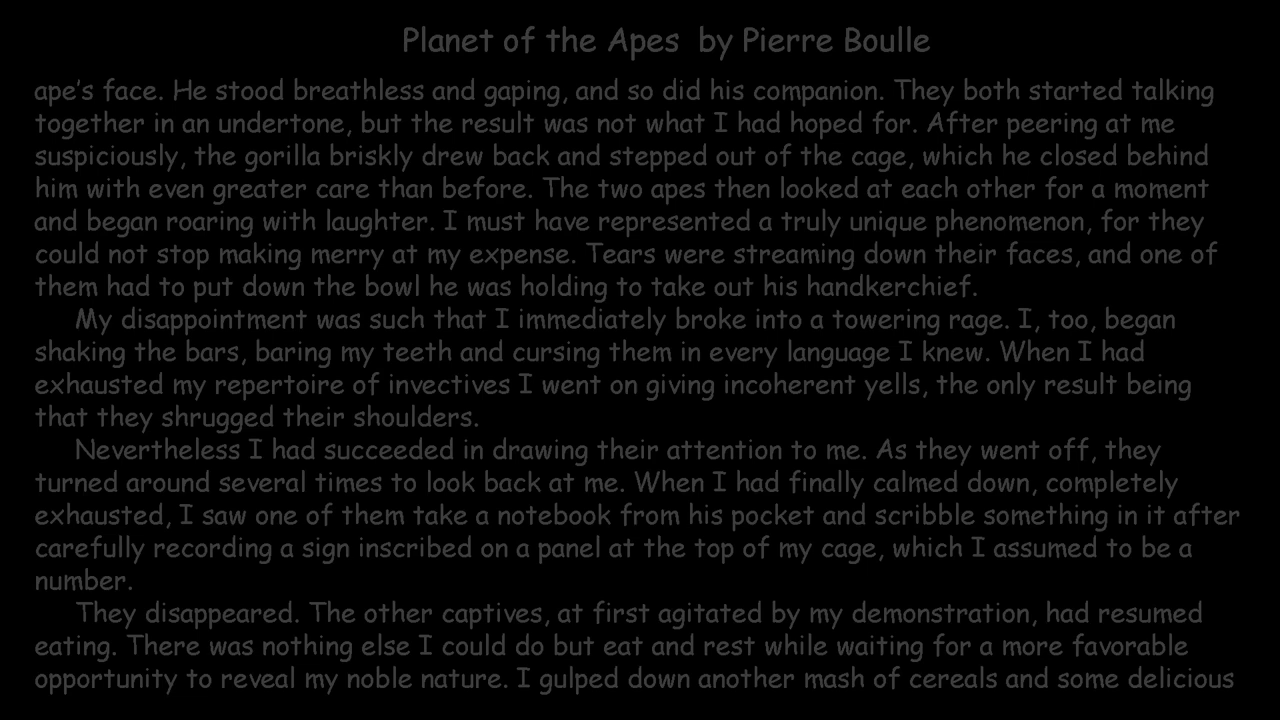 Planet of the Apes by Pierre Boulle
ape’s face. He stood breathless and gaping, and so did his companion. They both started talking
together in an undertone, but the result was not what I had hoped for. After peering at me
suspiciously, the gorilla briskly drew back and stepped out of the cage, which he closed behind
him with even greater care than before. The two apes then looked at each other for a moment
and began roaring with laughter. I must have represented a truly unique phenomenon, for they
could not stop making merry at my expense. Tears were streaming down their faces, and one of
them had to put down the bowl he was holding to take out his handkerchief.
My disappointment was such that I immediately broke into a towering rage. I, too, began
shaking the bars, baring my teeth and cursing them in every language I knew. When I had
exhausted my repertoire of invectives I went on giving incoherent yells, the only result being
that they shrugged their shoulders.
Nevertheless I had succeeded in drawing their attention to me. As they went off, they
turned around several times to look back at me. When I had finally calmed down, completely
exhausted, I saw one of them take a notebook from his pocket and scribble something in it after
carefully recording a sign inscribed on a panel at the top of my cage, which I assumed to be a
number.
They disappeared. The other captives, at first agitated by my demonstration, had resumed
eating. There was nothing else I could do but eat and rest while waiting for a more favorable
opportunity to reveal my noble nature. I gulped down another mash of cereals and some delicious